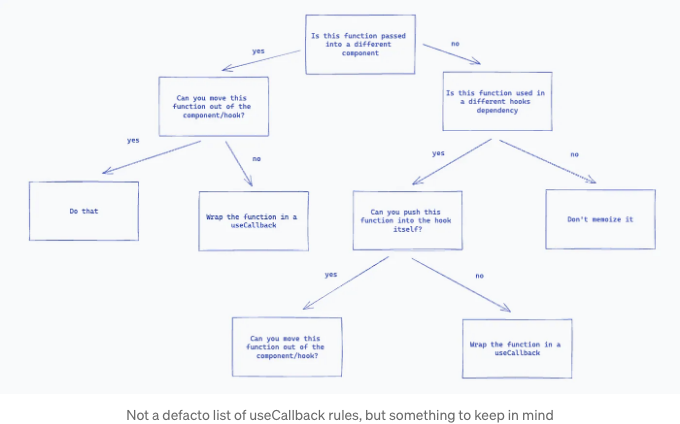 Is this function passed
into a different
component
yes
no
Can you move this
function out of the
component/hook?
Is this function used in
a different hooks
dependency
yes
no
yes
no
Do that
Wrap the function in a
useCallback
Can you push this
function into the hook
itself?
Don't memoize it
yes
no
Can you move this
function out of the
component/hook?
Wrap the function in a
useCallback
Not a defacto list of useCallback rules, but something to keep in mind